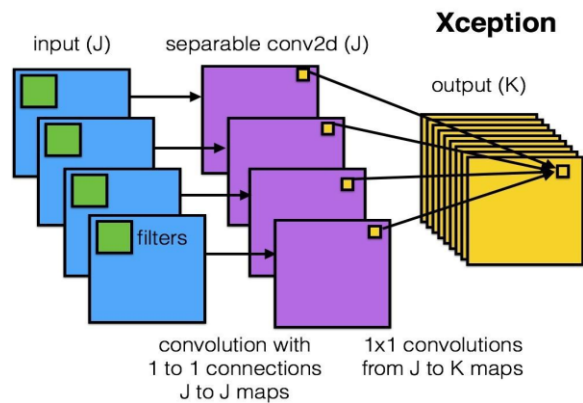 Xception
input (J)
separable conv2d (J)
output (K)
filters
convolution with
1 to 1 connections
J to J maps
1x1 convolutions
from J to K maps